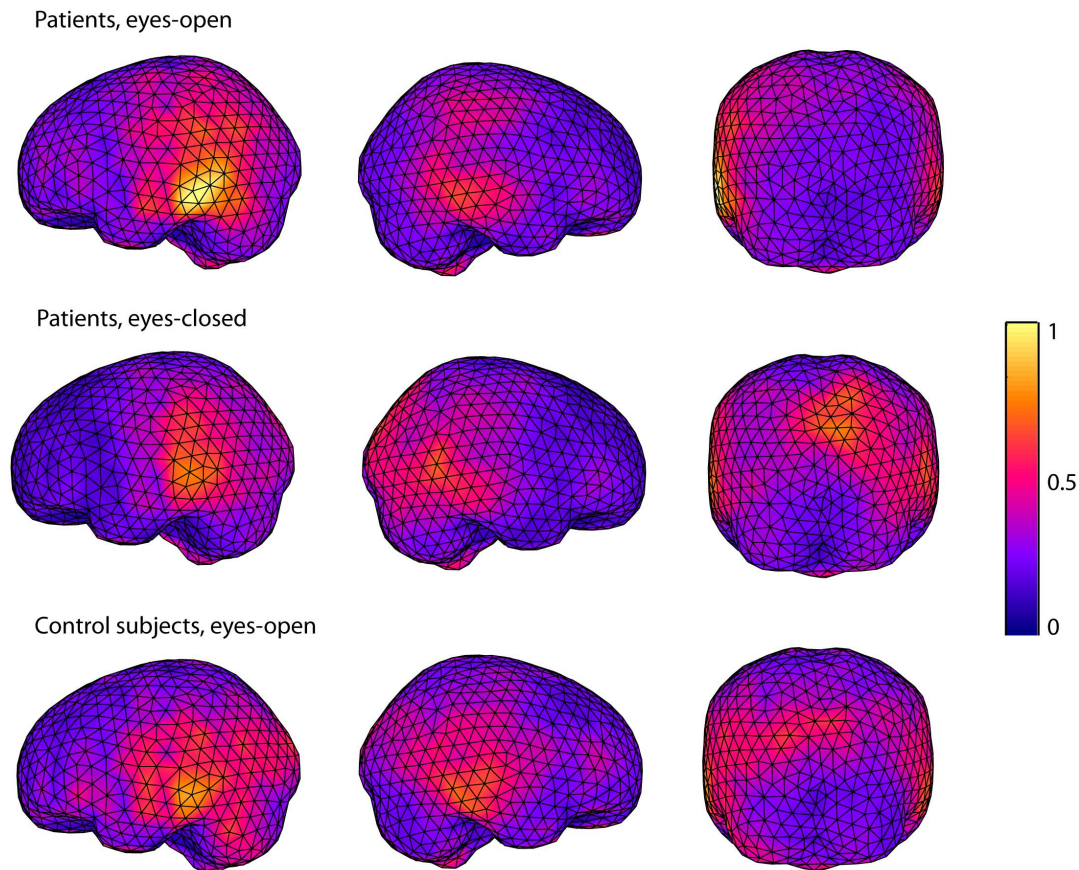 Patients, eyes-open
Patients, eyes-closed
1
0.5
0
Control subjects, eyes-open